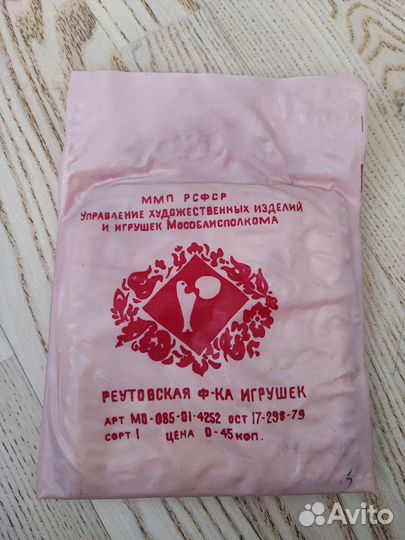 ММП РСФСР
УПРАВЛЕНИЕ ХУДОЖЕСТВЕННЫХ ИЗДЕЛИЙ
И ИГРУШЕК МОСОБЛИСПОЛКОМА
РЕУТОВСКАЯ Ф-КА ИГРУШЕК
АРТ МО-085-01-4252 ОСТ 17-298-79
СОРТ 1 ЦЕНА 0-45 КОП.
Avito